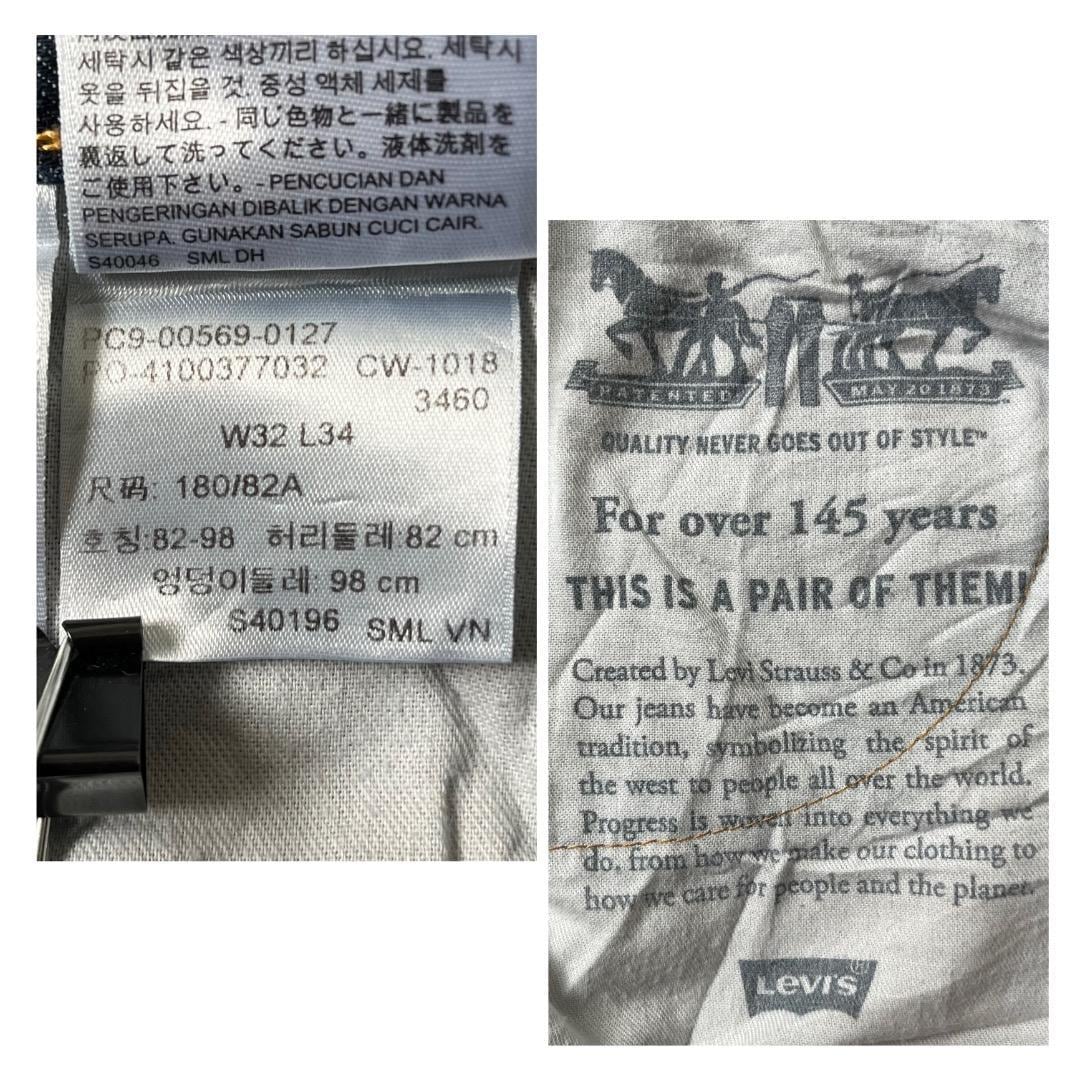 세탁시 같은 색상끼리 하십시요. 세탁시
옷을 뒤집을 것. 중성 액체 세제를
사용하세요. - 同じ色物と一緒に製品を
裏返して洗ってください。液体洗剤を
ご使用下さい。- PENCUCIAN DAN
PENGERINGAN DIBALIK DENGAN WARNA
SERUPA. GUNAKAN SABUN CUCI CAIR.
S40046 SML DH
PC9-00569-0127
PO-4100377032 CW-1018
3460
W32 L34
尺码: 180/82A
호칭:82-98 허리둘레:82 cm
엉덩이둘레: 98 cm
S40196 SML VN
PATENTED MAY 20 1873
QUALITY NEVER GOES OUT OF STYLE™
For over 145 years
THIS IS A PAIR OF THEM!
Created by Levi Strauss & Co in 1873.
Our jeans have become an American
tradition, symbolizing the spirit of
the west to people all over the world.
Progress is woven into everything we
do, from how we make our clothing to
how we care for people and the planet.
Levi's®